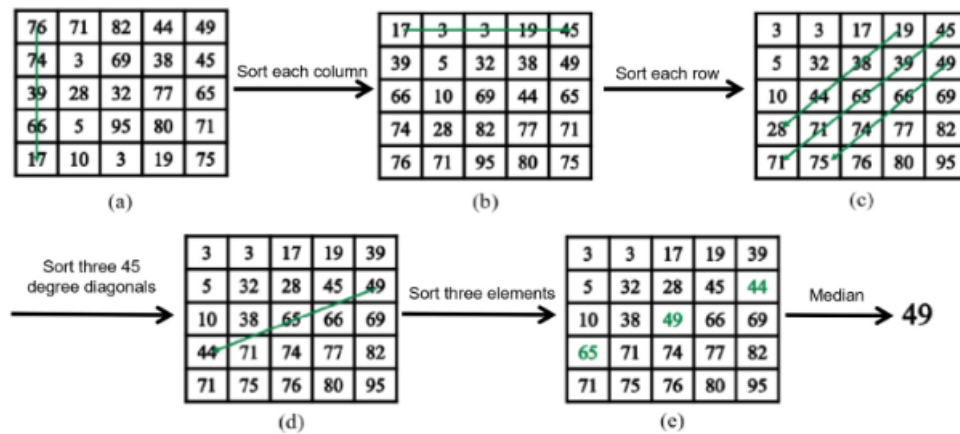 76 71 82 44 49
74 3 69 38 45
39 28 32 77 65
66 5 95 80 71
17 10 3 19 75
(a)
Sort each column
17 3 3 19 45
39 5 32 38 49
66 10 69 44 65
74 28 82 77 71
76 71 95 80 75
(b)
Sort each row
3 3 17 19 45
5 32 38 39 49
10 44 65 66 69
28 71 74 77 82
71 75 76 80 95
(c)
Sort three 45
degree diagonals
3 3 17 19 39
5 32 28 45 49
10 38 65 66 69
44 71 74 77 82
71 75 76 80 95
(d)
Sort three elements
3 3 17 19 39
5 32 28 45 44
10 38 49 66 69
65 71 74 77 82
71 75 76 80 95
(e)
Median
49